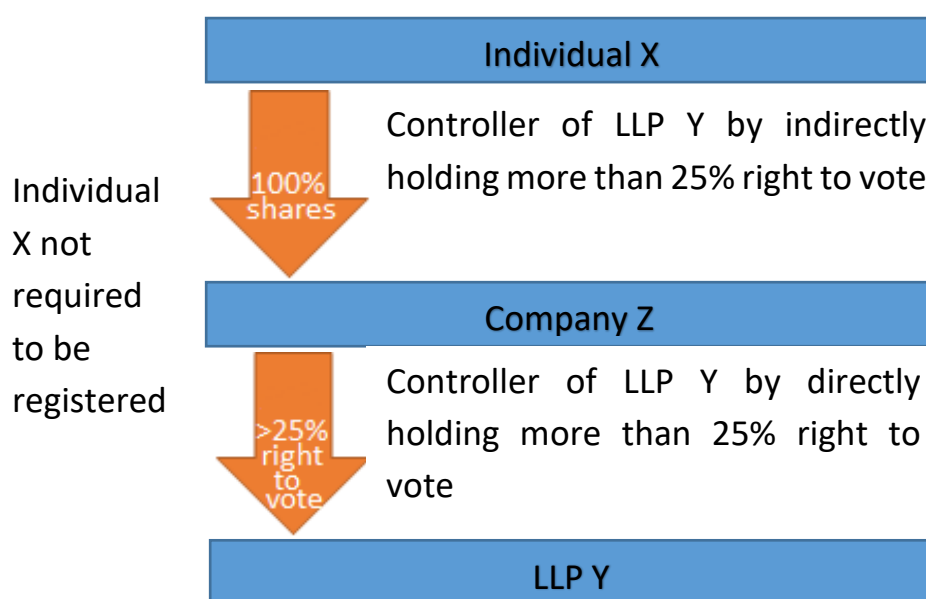 Individual X
Controller of LLP Y by indirectly
holding more than 25% right to vote
100%
shares
Individual
X not
required
to be
registered
Company Z
Controller of LLP Y by directly
holding more than 25% right to
vote
>25%
right
to
vote
LLP Y